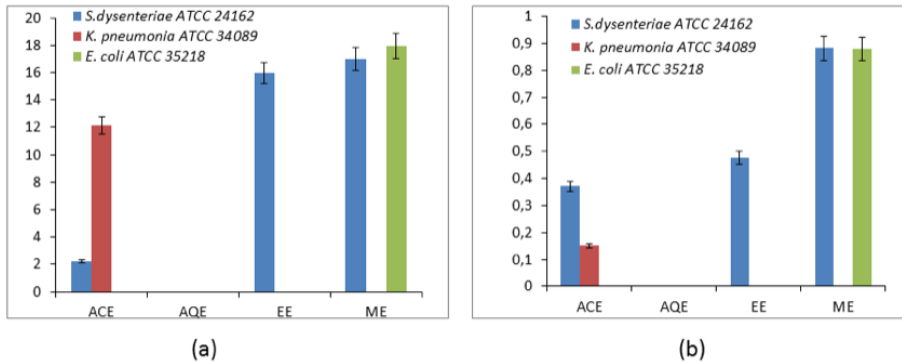 S.dysenteriae ATCC 24162
K. pneumonia ATCC 34089
E. coli ATCC 35218
20
18
16
14
12
10
8
6
4
2
0
ACE AQE EE ME
(a)
S.dysenteriae ATCC 24162
K. pneumonia ATCC 34089
E. coli ATCC 35218
1
0,9
0,8
0,7
0,6
0,5
0,4
0,3
0,2
0,1
0
ACE AQE EE ME
(b)